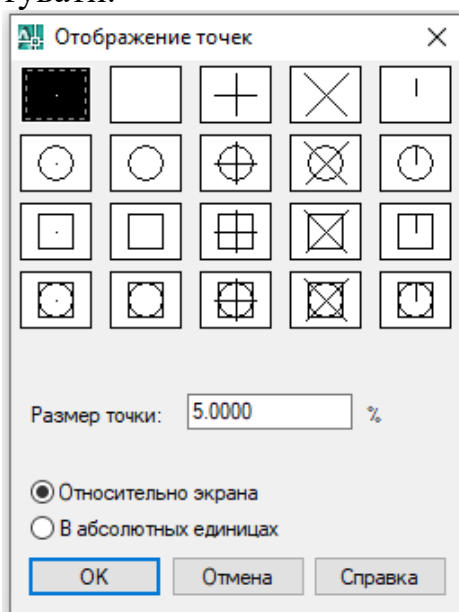 Отображение точек
Размер точки: 5.0000 %
Относительно экрана
В абсолютных единицах
OK Отмена Справка